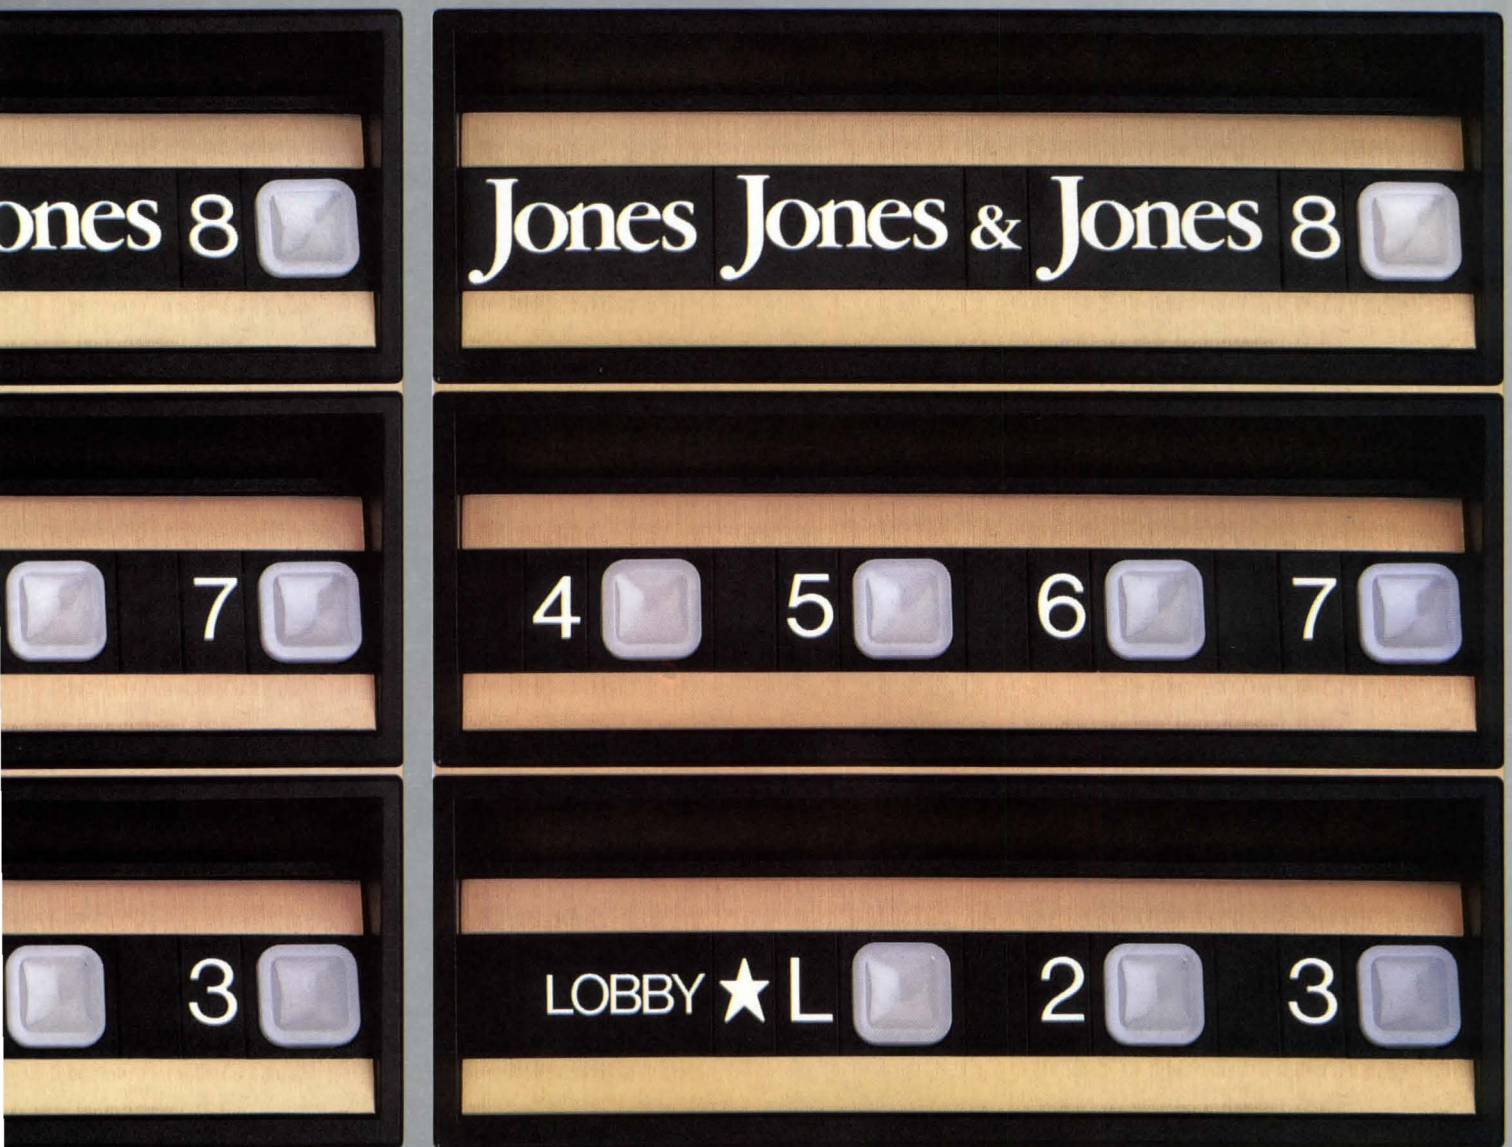 ones 8
Jones Jones & Jones 8
7
4 5 6 7
3
LOBBY ★ L 2 3